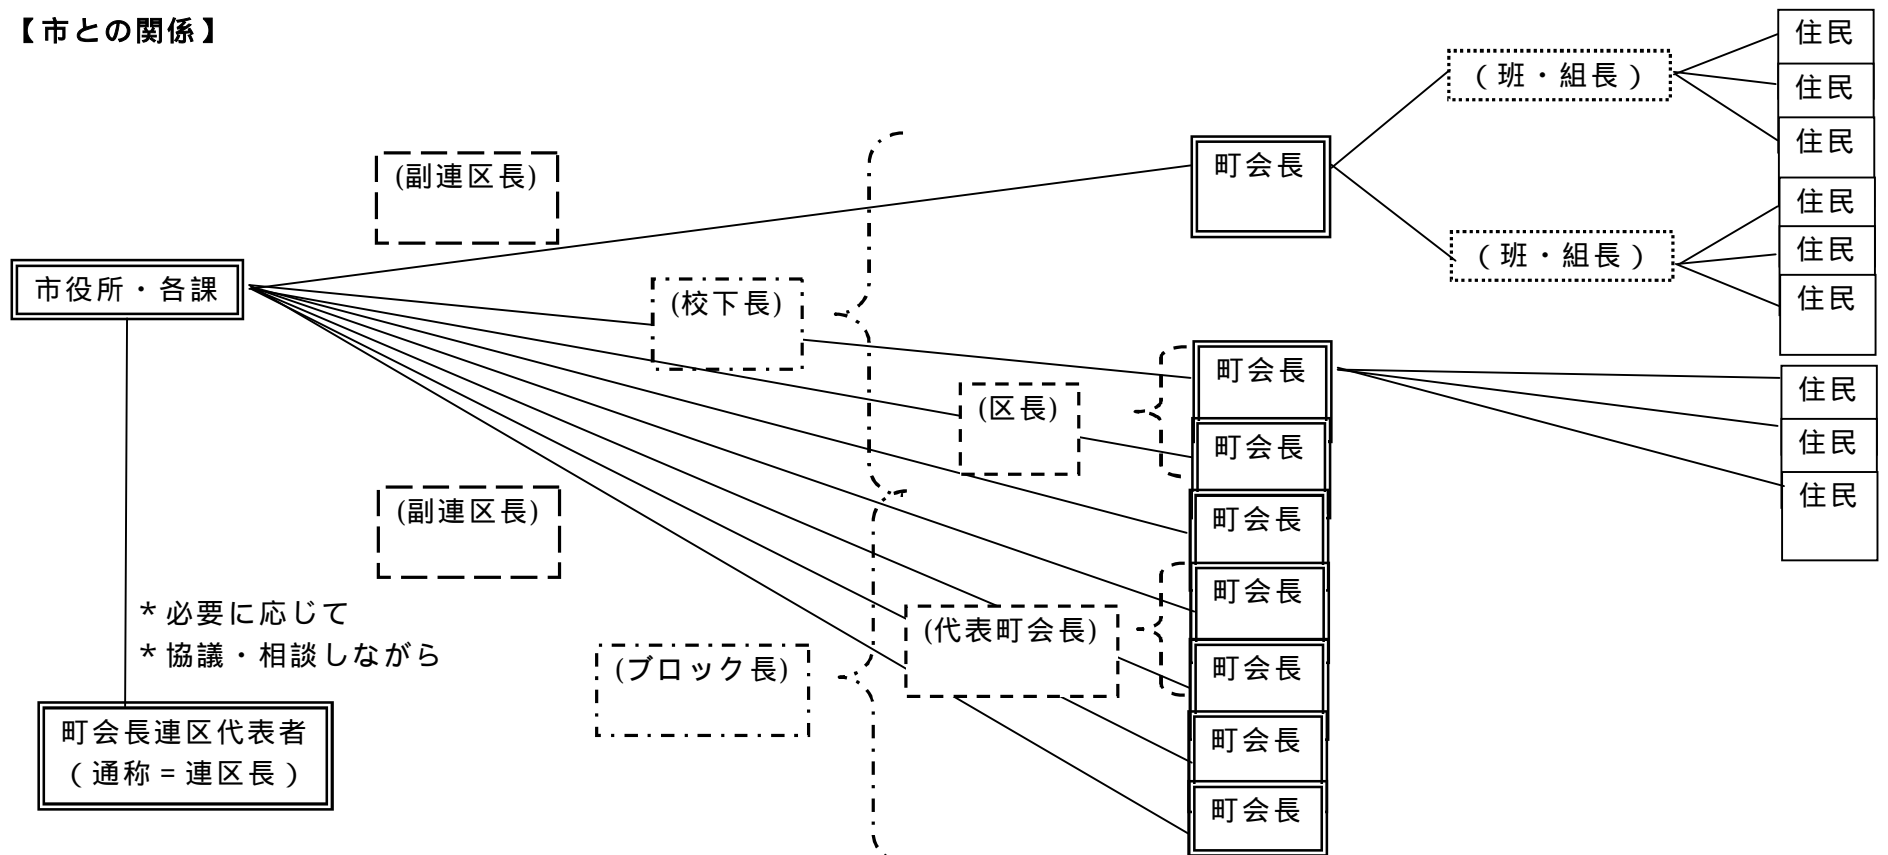 【市との関係】
住民
(班・組長)
住民
住民
(副連区長)
町会長
住民
(班・組長)
住民
住民
市役所・各課
(校下長)
町会長
住民
(区長)
町会長
住民
住民
(副連区長)
町会長
町会長
*必要に応じて
(代表町会長)
*協議・相談しながら
(ブロック長)
町会長
町会長連区代表者
(通称=連区長)
町会長
町会長